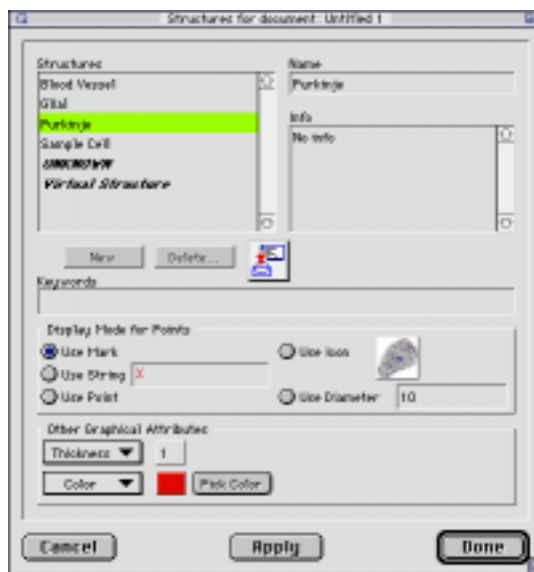 Structures for document: Untitled 1
Structures
Blood Vessel
Glial
Purkinje
Sample Cell
UNKNOWN
Virtual Structure
Name
Purkinje
Info
No info
New
Delete...
Keywords
Display Mode for Points
Use Mark
Use Icon
Use String X
Use Point
Use Diameter 10
Other Graphical Attributes
Thickness 1
Color
Pick Color
Cancel
Apply
Done